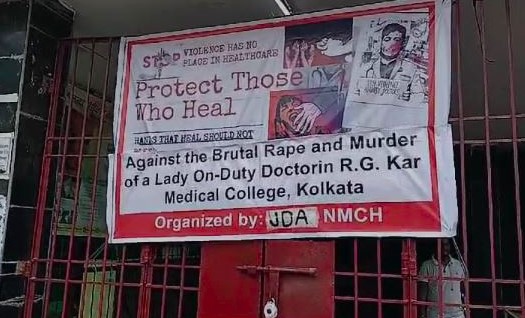 STOP VIOLENCE HAS NO
PLACE IN HEALTHCARE
Protect Those
Who Heal
HANDS THAT HEAL SHOULD NOT
Against the Brutal Rape and Murder
of a Lady On-Duty Doctorin R.G. Kar
Medical College, Kolkata
Organized by: JDA NMCH